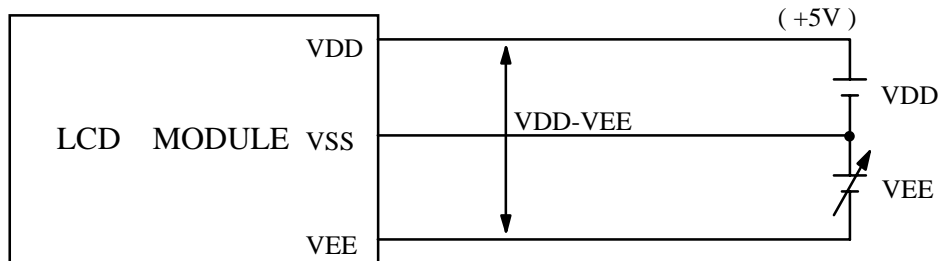 ( +5V )
VDD
VDD
LCD MODULE VSS
VDD-VEE
VEE
VEE